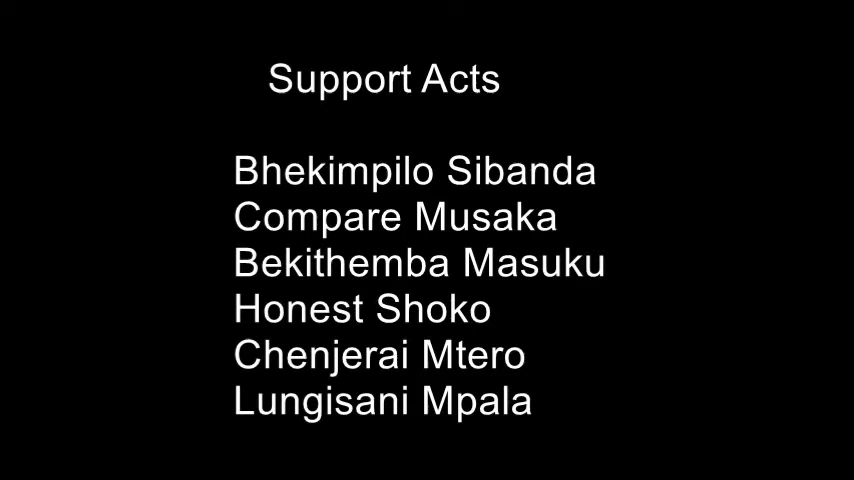 Support Acts
Bhekimpilo Sibanda
Compare Musaka
Bekithemba Masuku
Honest Shoko
Chenjerai Mtero
Lungisani Mpala